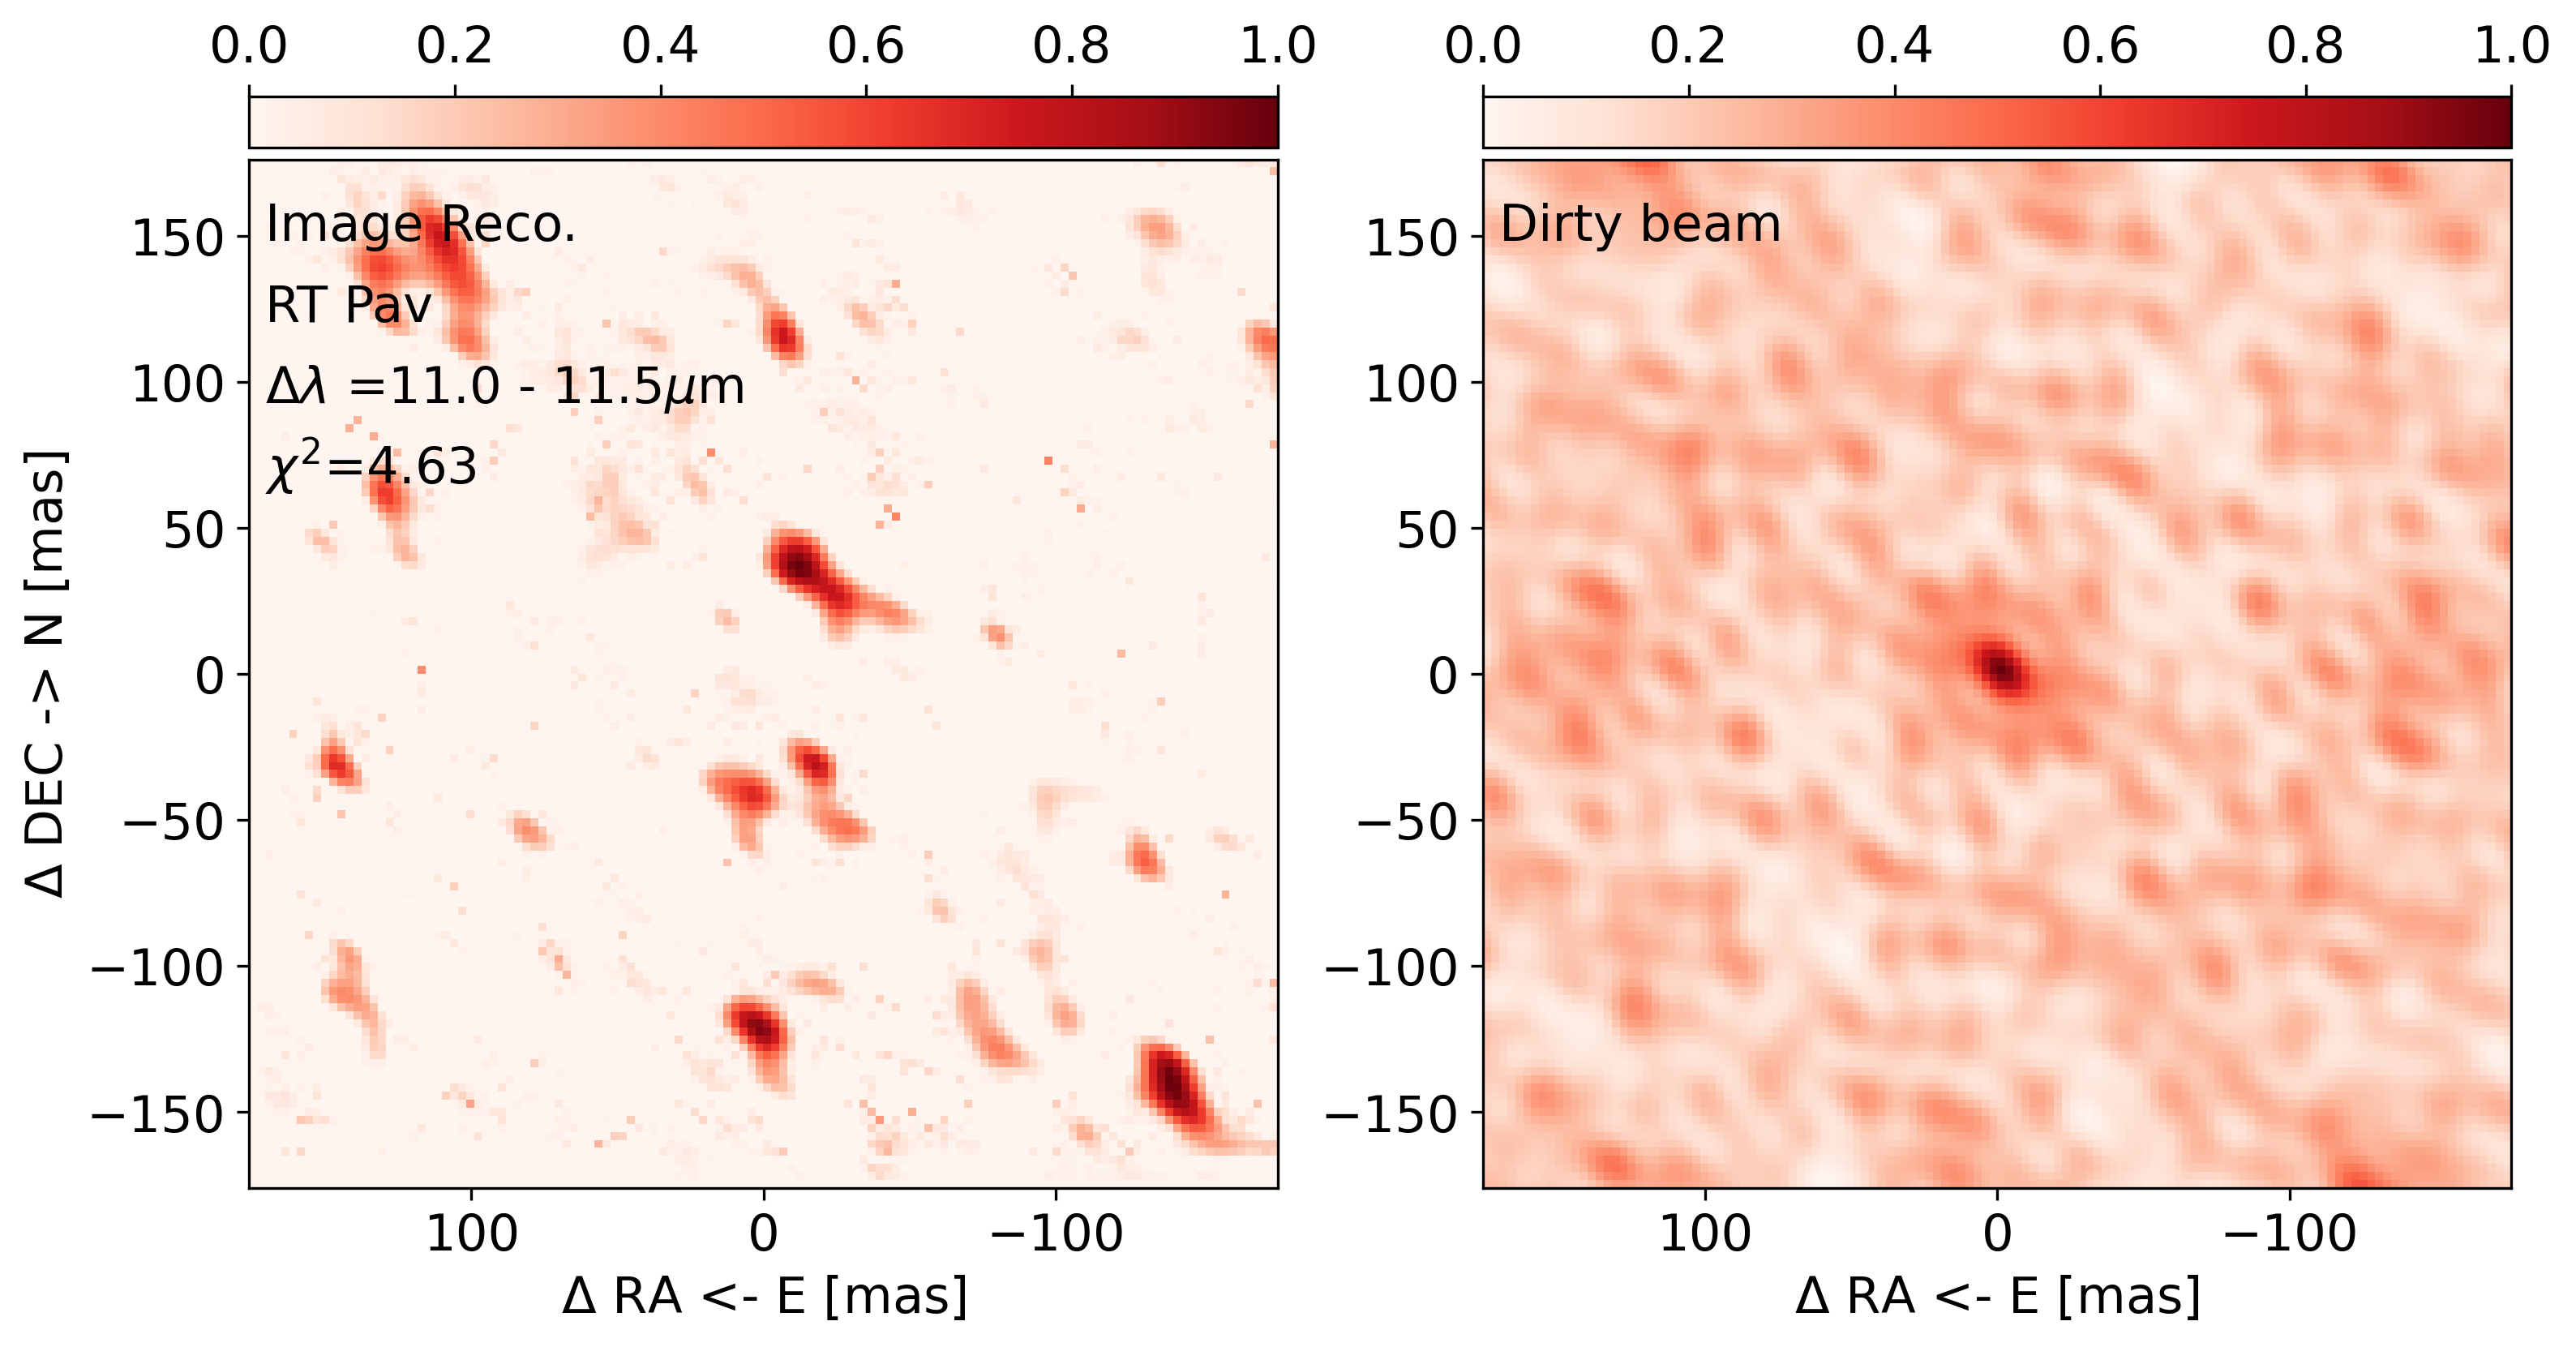 0.0 0.2 0.4 0.6 0.8 1.0
0.0 0.2 0.4 0.6 0.8 1.0
Image Reco.
RT Pav
Δλ =11.0 - 11.5μm
χ²=4.63
Dirty beam
150
100
50
0
−50
−100
−150
Δ DEC -> N [mas]
100 0 −100
Δ RA <- E [mas]
150
100
50
0
−50
−100
−150
100 0 −100
Δ RA <- E [mas]